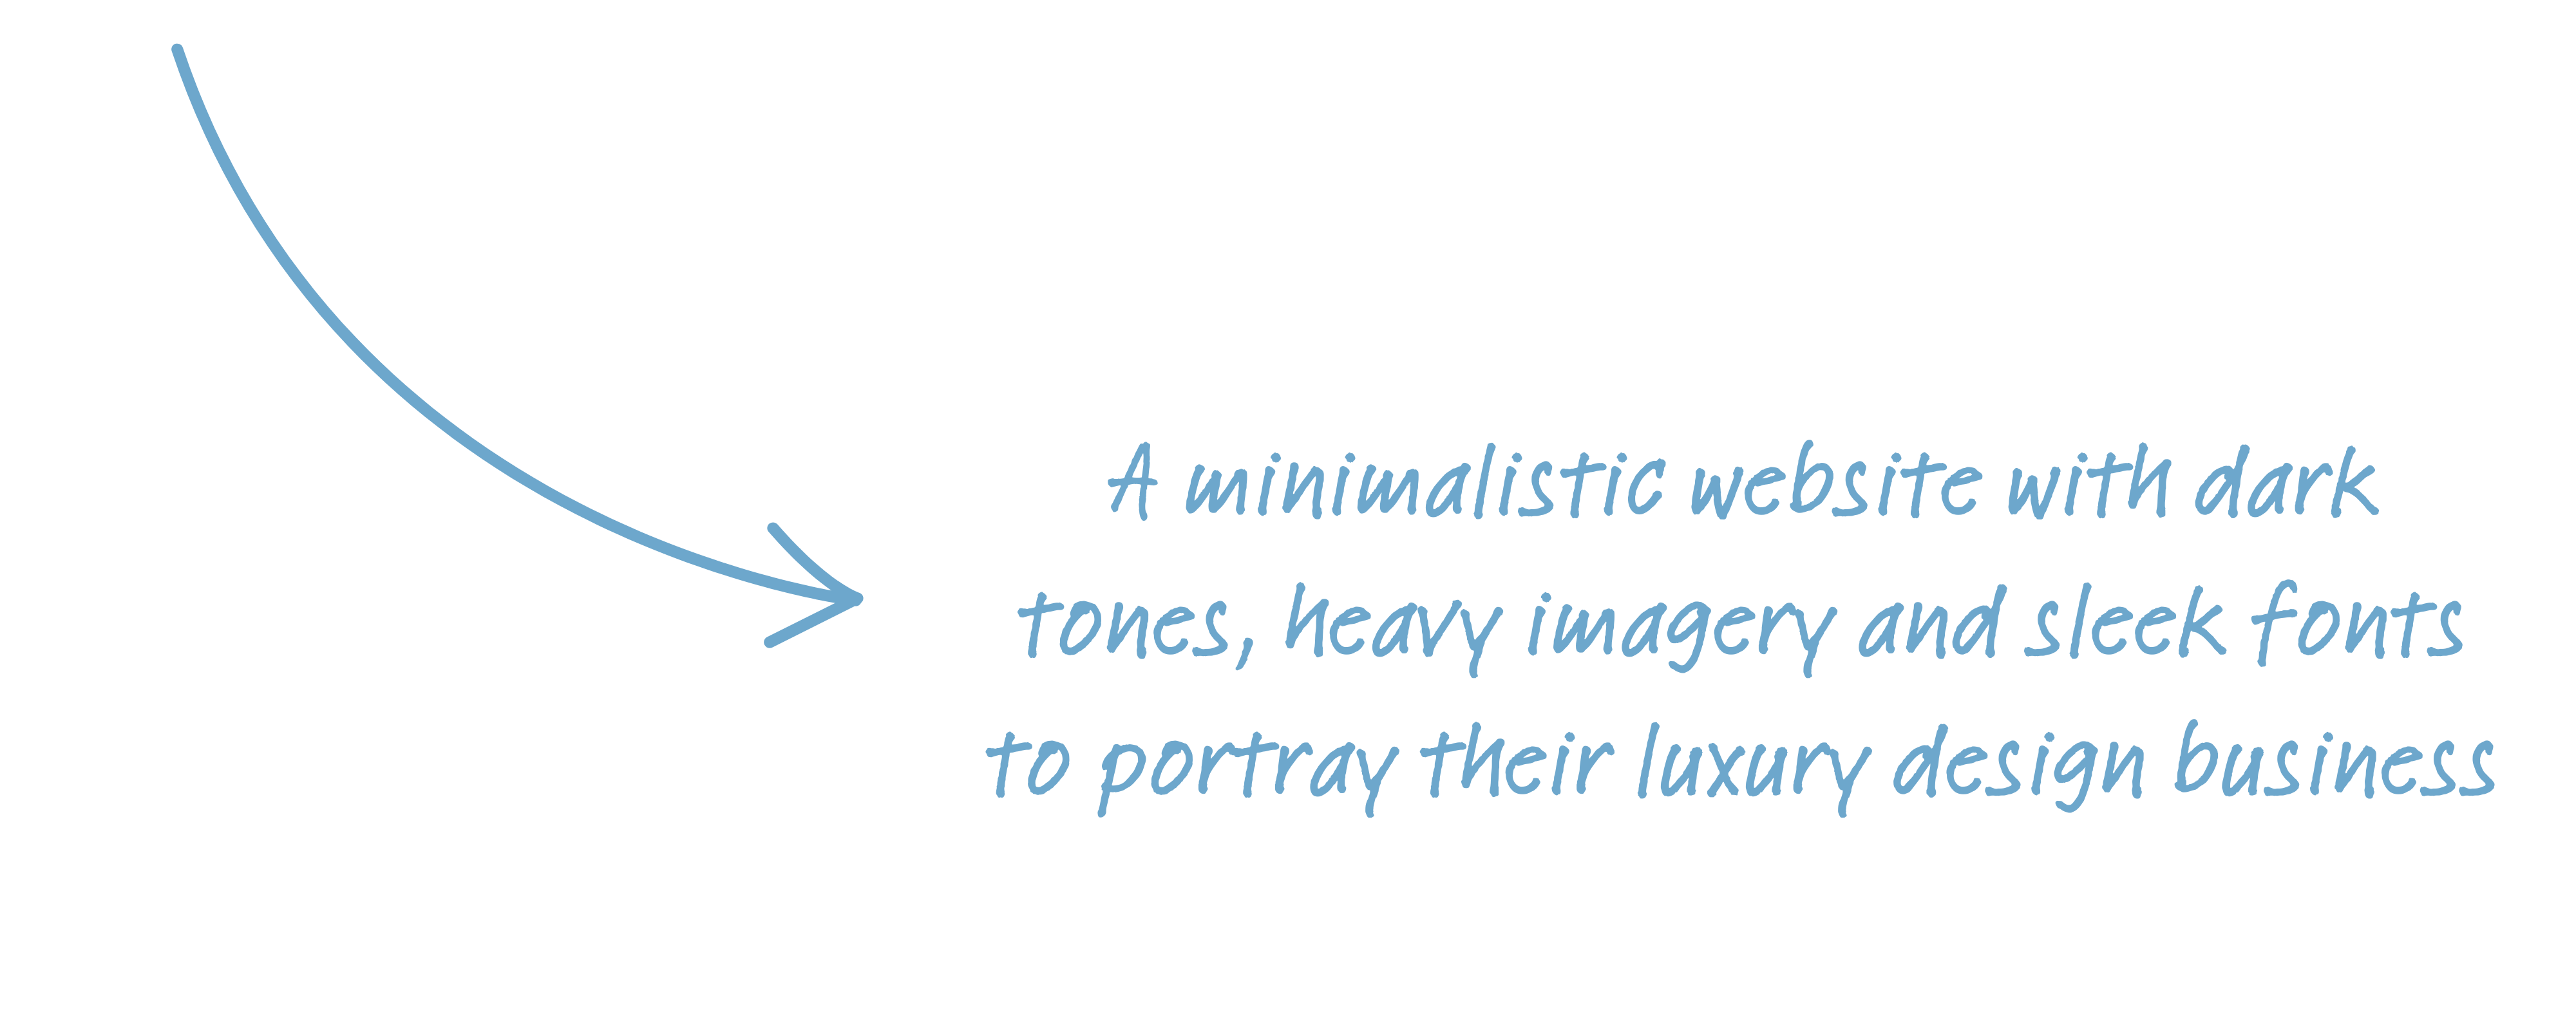 A minimalistic website with dark
tones, heavy imagery and sleek fonts
to portray their luxury design business